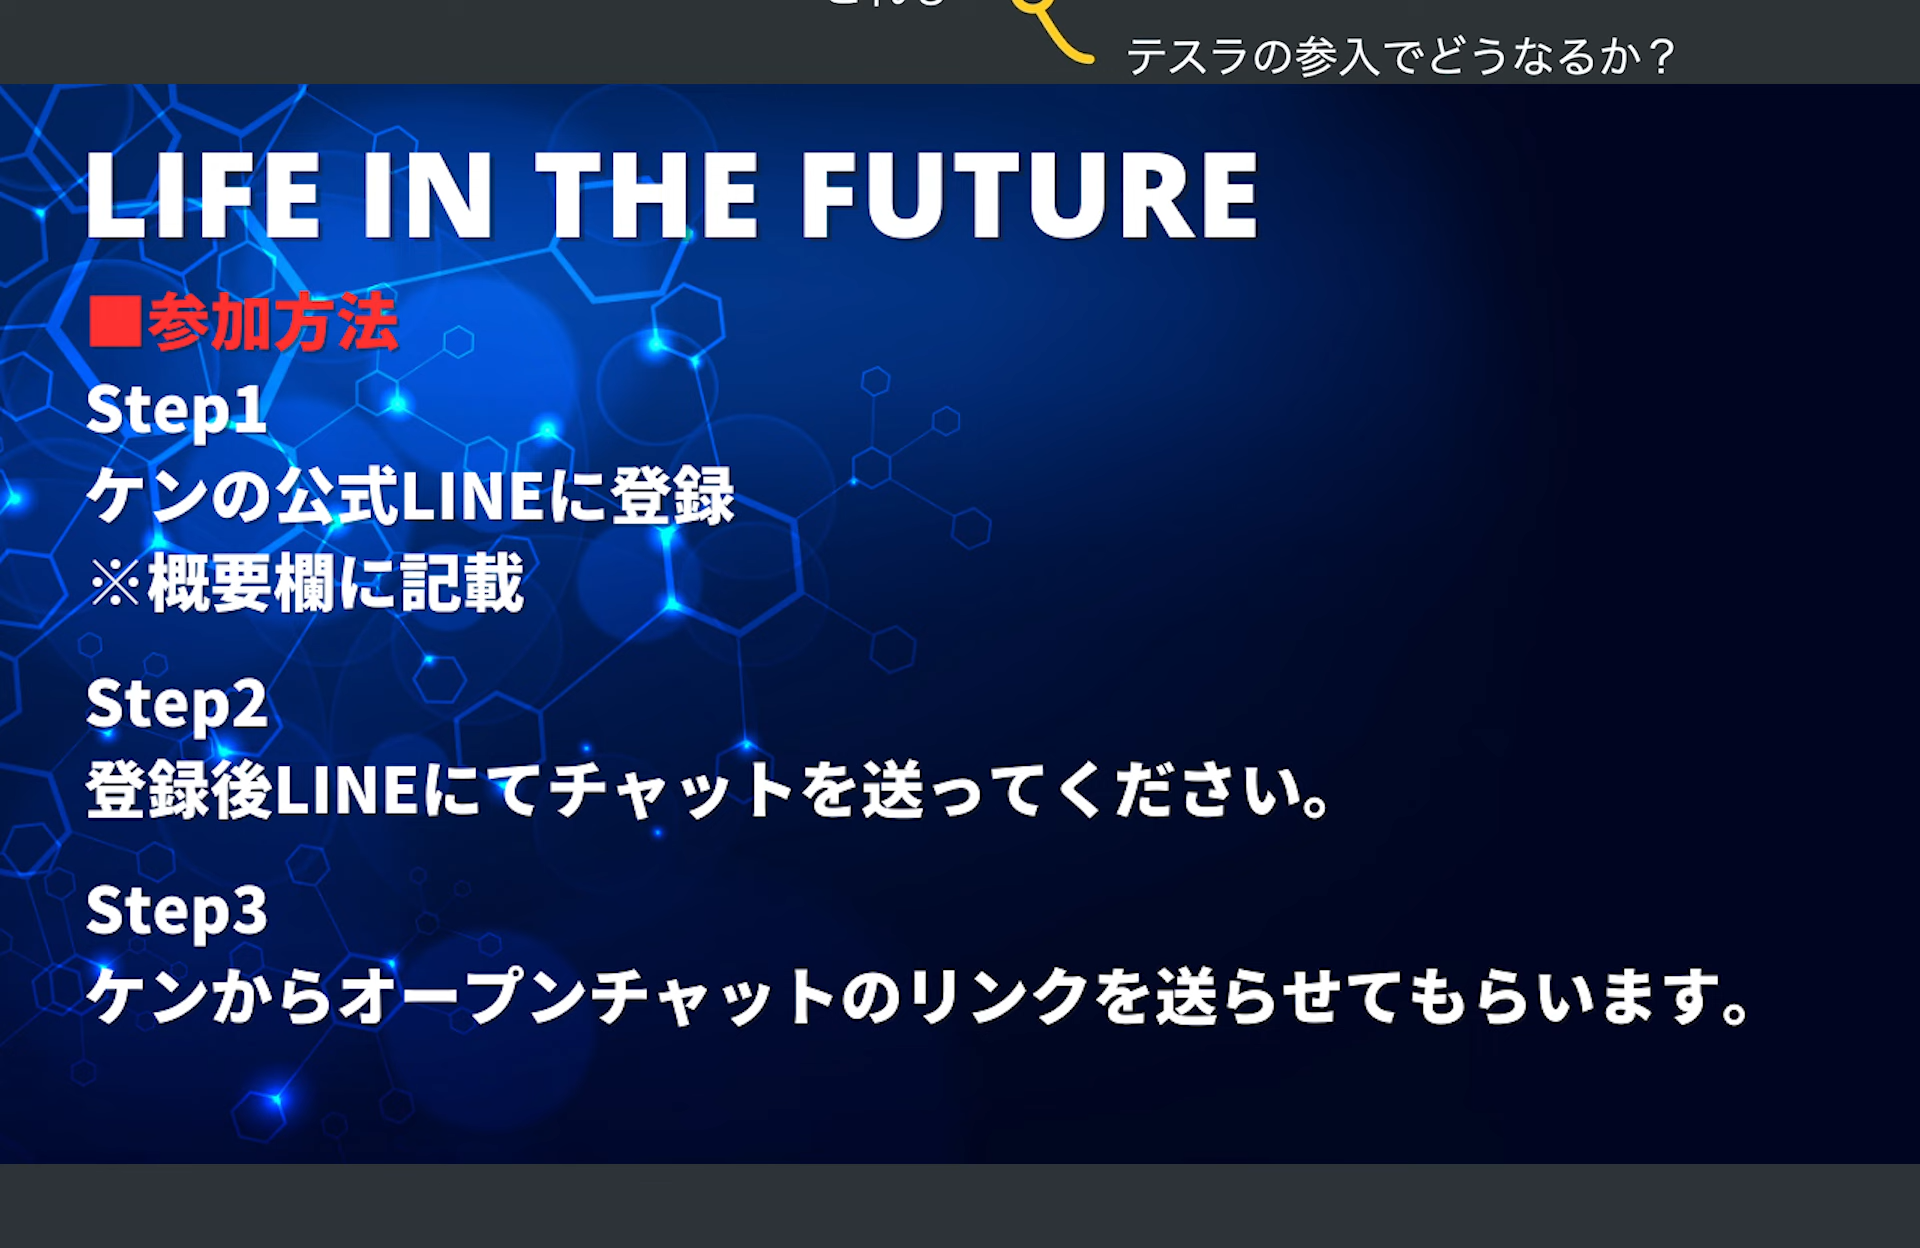 テスラの参入でどうなるか？
LIFE IN THE FUTURE
■参加方法
Step1
ケンの公式LINEに登録
※概要欄に記載
Step2
登録後LINEにてチャットを送ってください。
Step3
ケンからオープンチャットのリンクを送らせてもらいます。